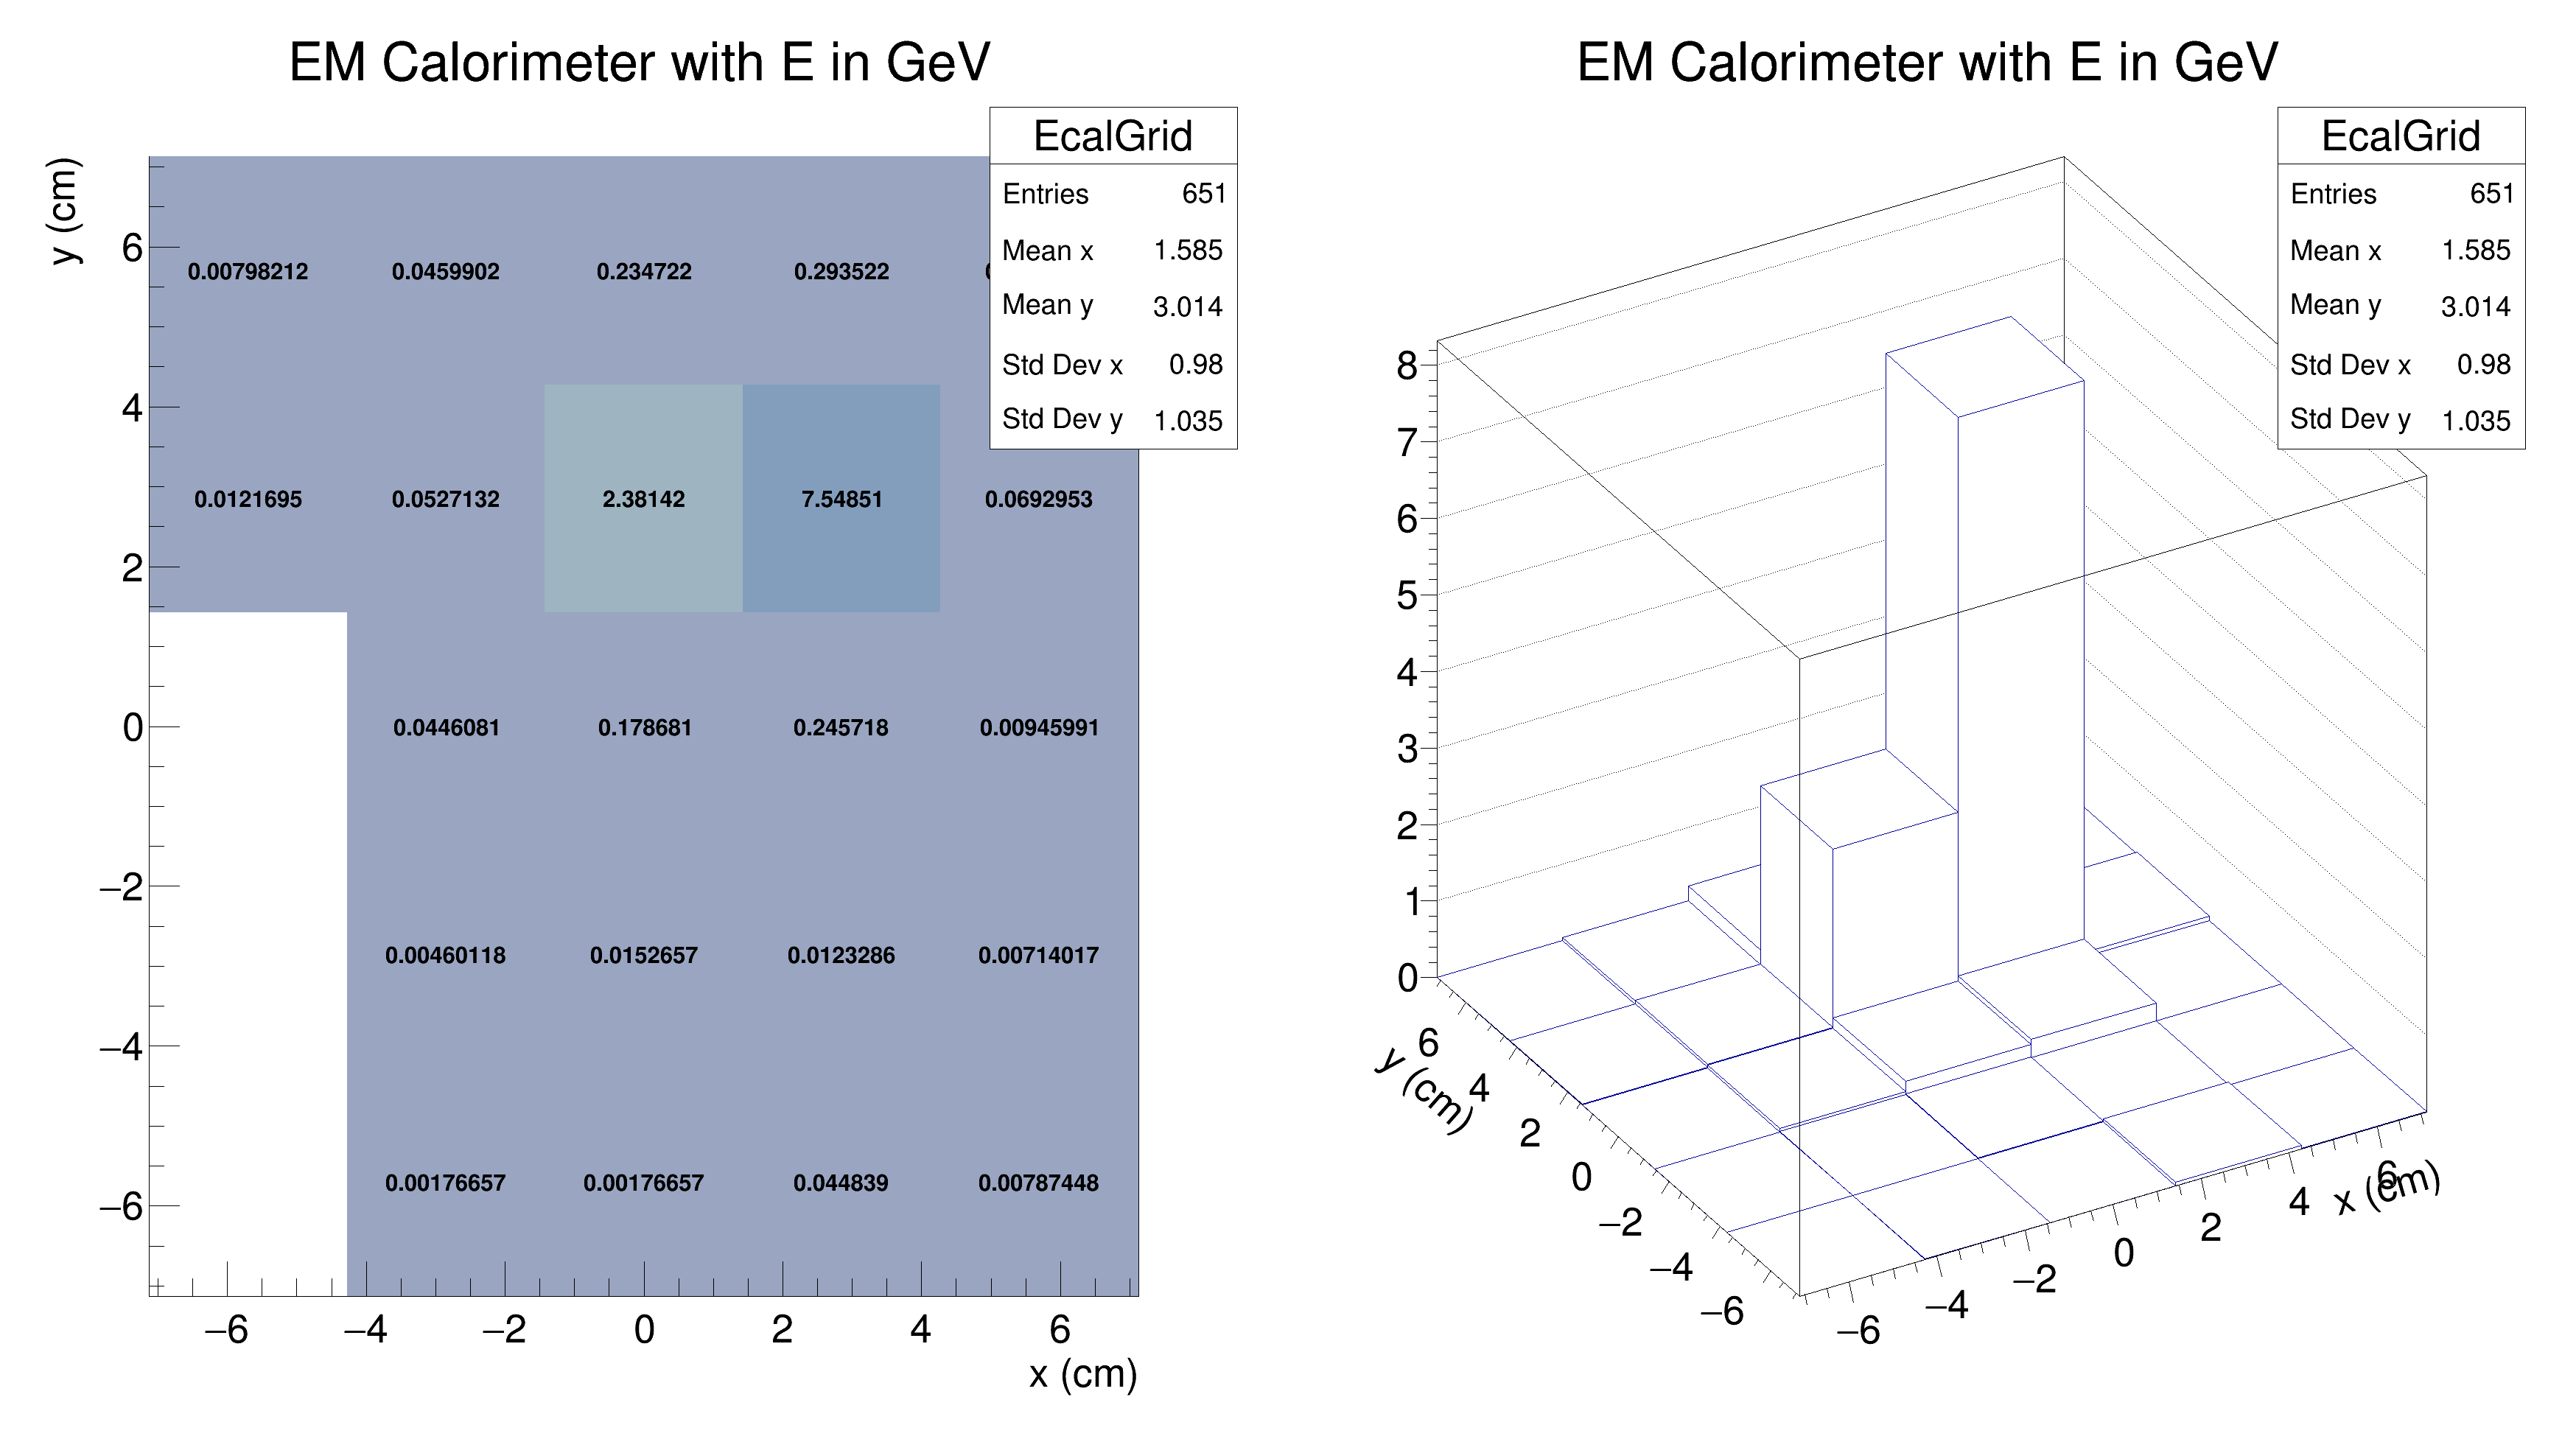 EM Calorimeter with E in GeV
EcalGrid
Entries 651
Mean x 1.585
Mean y 3.014
Std Dev x 0.98
Std Dev y 1.035
y (cm)
6
4
2
0
−2
−4
−6
0.00798212 0.0459902 0.234722 0.293522
0.0121695 0.0527132 2.38142 7.54851 0.0692953
0.0446081 0.178681 0.245718 0.00945991
0.00460118 0.0152657 0.0123286 0.00714017
0.00176657 0.00176657 0.044839 0.00787448
−6 −4 −2 0 2 4 6
x (cm)
EM Calorimeter with E in GeV
EcalGrid
Entries 651
Mean x 1.585
Mean y 3.014
Std Dev x 0.98
Std Dev y 1.035
8
7
6
5
4
3
2
1
0
y (cm)
6
4
2
0
−2
−4
−6
−6
−4
−2
0
2
4
6
x (cm)